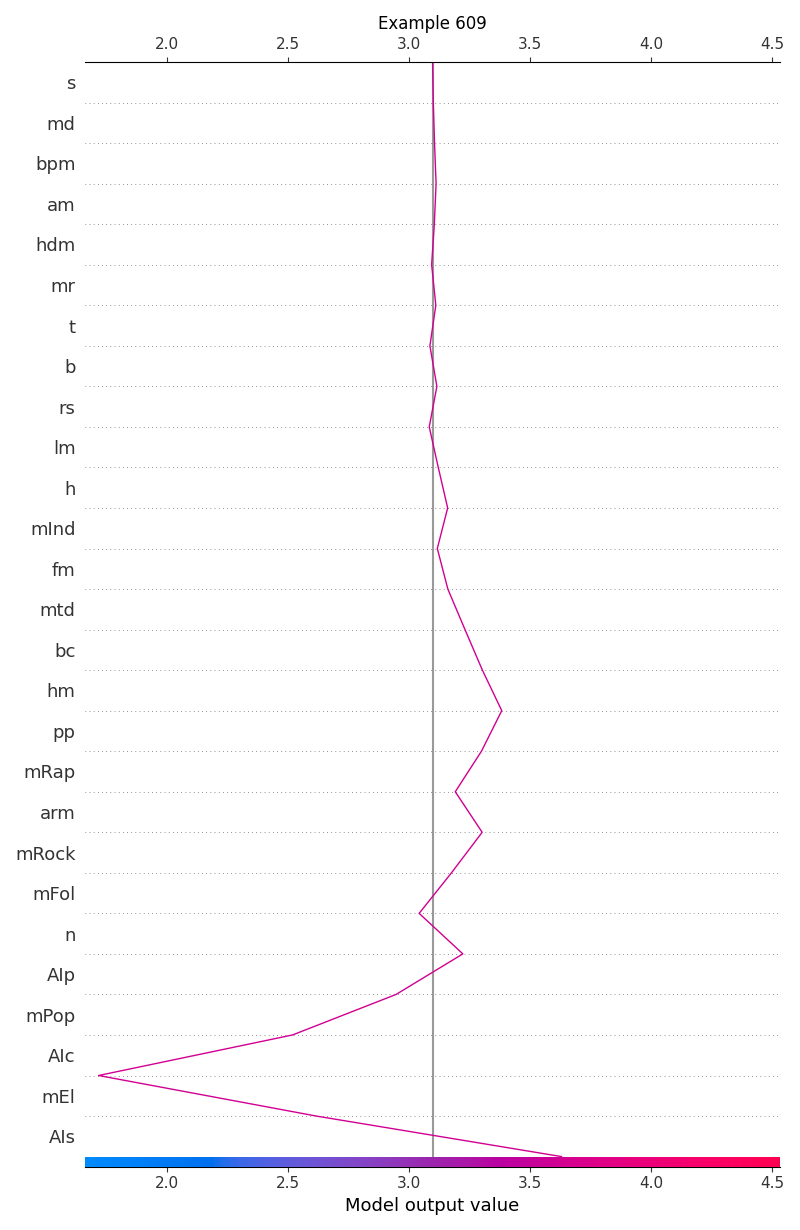 Example 609
2.0 2.5 3.0 3.5 4.0 4.5
s
md
bpm
am
hdm
mr
t
b
rs
lm
h
mInd
fm
mtd
bc
hm
pp
mRap
arm
mRock
mFol
n
AIp
mPop
AIc
mEl
AIs
2.0 2.5 3.0 3.5 4.0 4.5
Model output value